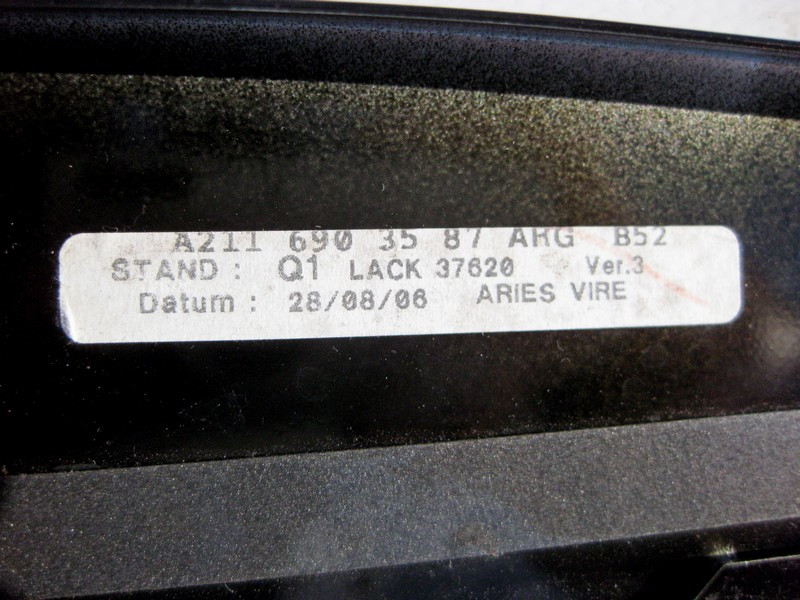 A211 690 35 87 ARG B52
STAND : Q1 LACK 37620 Ver.3
Datum : 28/08/06 ARIES VIRE